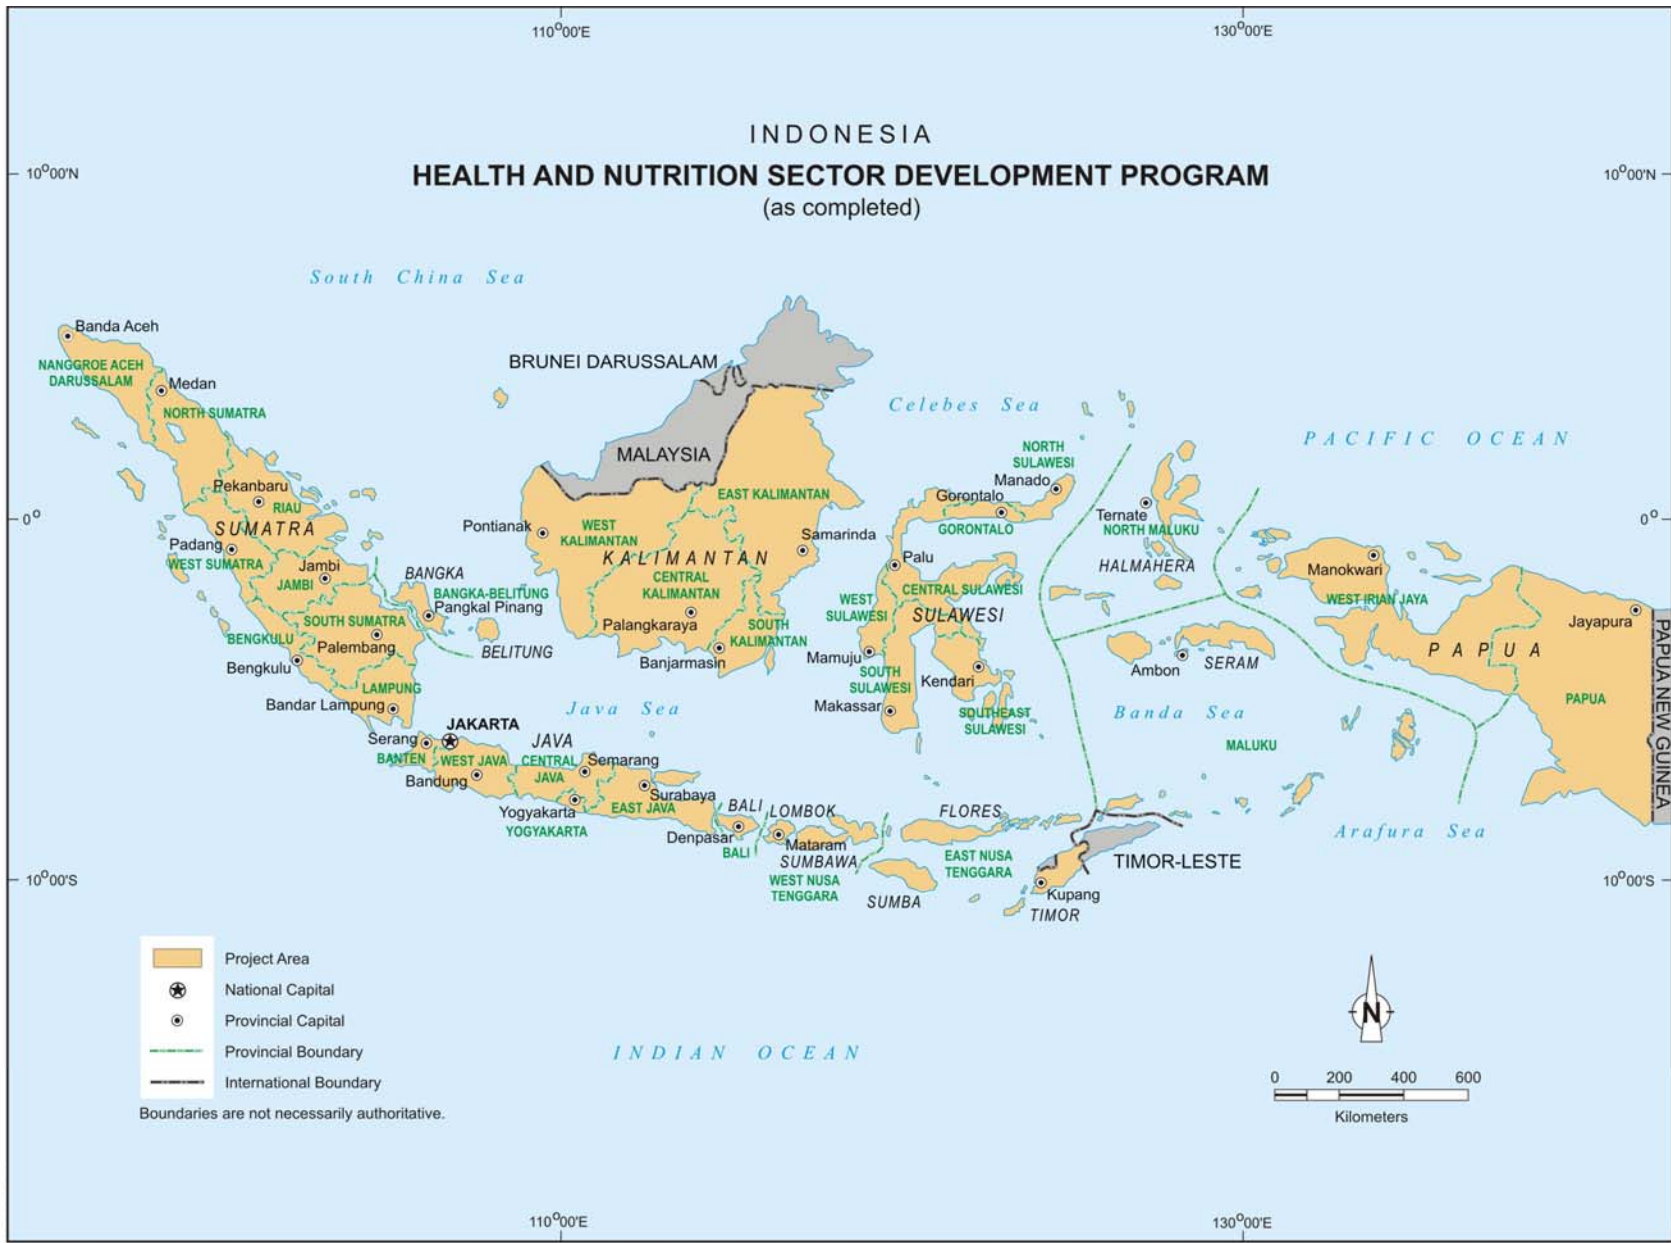 110°00'E
130°00'E
INDONESIA
10°00'N
HEALTH AND NUTRITION SECTOR DEVELOPMENT PROGRAM
10°00'N
(as completed)
South China Sea
Banda Aceh
NANGGROE ACEH
DARUSSALAM
Medan
NORTH SUMATRA
BRUNEI DARUSSALAM
MALAYSIA
Celebes Sea
PACIFIC OCEAN
NORTH
SULAWESI
Manado
Gorontalo
GORONTALO
Pekanbaru
RIAU
SUMATRA
0°
0°
Padang
WEST SUMATRA
Jambi
JAMBI
BANGKA
BANGKA-BELITUNG
Pangkal Pinang
SOUTH SUMATRA
Palembang
BELITUNG
BENGKULU
Bengkulu
LAMPUNG
Bandar Lampung
Pontianak
WEST
KALIMANTAN
EAST KALIMANTAN
Samarinda
KALIMANTAN
CENTRAL
KALIMANTAN
Palangkaraya
SOUTH
KALIMANTAN
Banjarmasin
Palu
CENTRAL SULAWESI
WEST
SULAWESI
SULAWESI
Mamuju
SOUTH
SULAWESI
Kendari
Makassar
SOUTHEAST
SULAWESI
Ternate
NORTH MALUKU
HALMAHERA
Manokwari
WEST IRIAN JAYA
Jayapura
PAPUA
PAPUA
PAPUA NEW GUINEA
Ambon
SERAM
Banda Sea
MALUKU
Java Sea
JAKARTA
Serang
BANTEN
WEST JAVA
Bandung
JAVA
CENTRAL
JAVA
Semarang
Surabaya
Yogyakarta
YOGYAKARTA
EAST JAVA
BALI
Denpasar
BALI
LOMBOK
Mataram
SUMBAWA
WEST NUSA
TENGGARA
FLORES
EAST NUSA
TENGGARA
SUMBA
Kupang
TIMOR
TIMOR-LESTE
Arafura Sea
10°00'S
10°00'S
Project Area
National Capital
Provincial Capital
Provincial Boundary
International Boundary
Boundaries are not necessarily authoritative.
INDIAN OCEAN
N
0 200 400 600
Kilometers
110°00'E
130°00'E